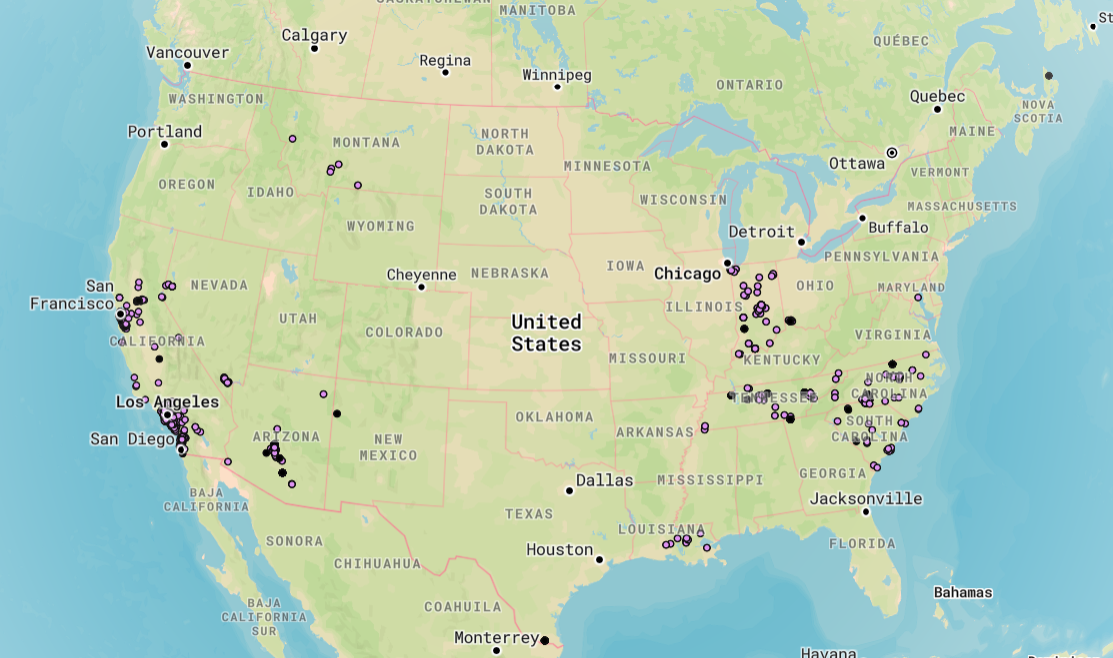 SASKATCHEWAN
MANITOBA
Calgary
St
Vancouver
QUÉBEC
Regina
Winnipeg
ONTARIO
WASHINGTON
Quebec
NOVA
SCOTIA
Portland
NORTH
DAKOTA
MAINE
MONTANA
Ottawa
MINNESOTA
VERMONT
OREGON
IDAHO
SOUTH
DAKOTA
WISCONSIN
MASSACHUSETTS
WYOMING
Detroit
Buffalo
PENNSYLVANIA
IOWA
Chicago
Cheyenne
NEBRASKA
San
Francisco
NEVADA
OHIO
MARYLAND
ILLINOIS
UTAH
COLORADO
United
States
VIRGINIA
CALIFORNIA
MISSOURI
KENTUCKY
NORTH
CAROLINA
TENNESSEE
Los Angeles
OKLAHOMA
ARKANSAS
SOUTH
CAROLINA
San Diego
ARIZONA
NEW
MEXICO
Dallas
MISSISSIPPI
GEORGIA
BAJA
CALIFORNIA
Jacksonville
TEXAS
LOUISIANA
SONORA
Houston
FLORIDA
CHIHUAHUA
Bahamas
BAJA
CALIFORNIA
SUR
COAHUILA
Monterrey
Havana